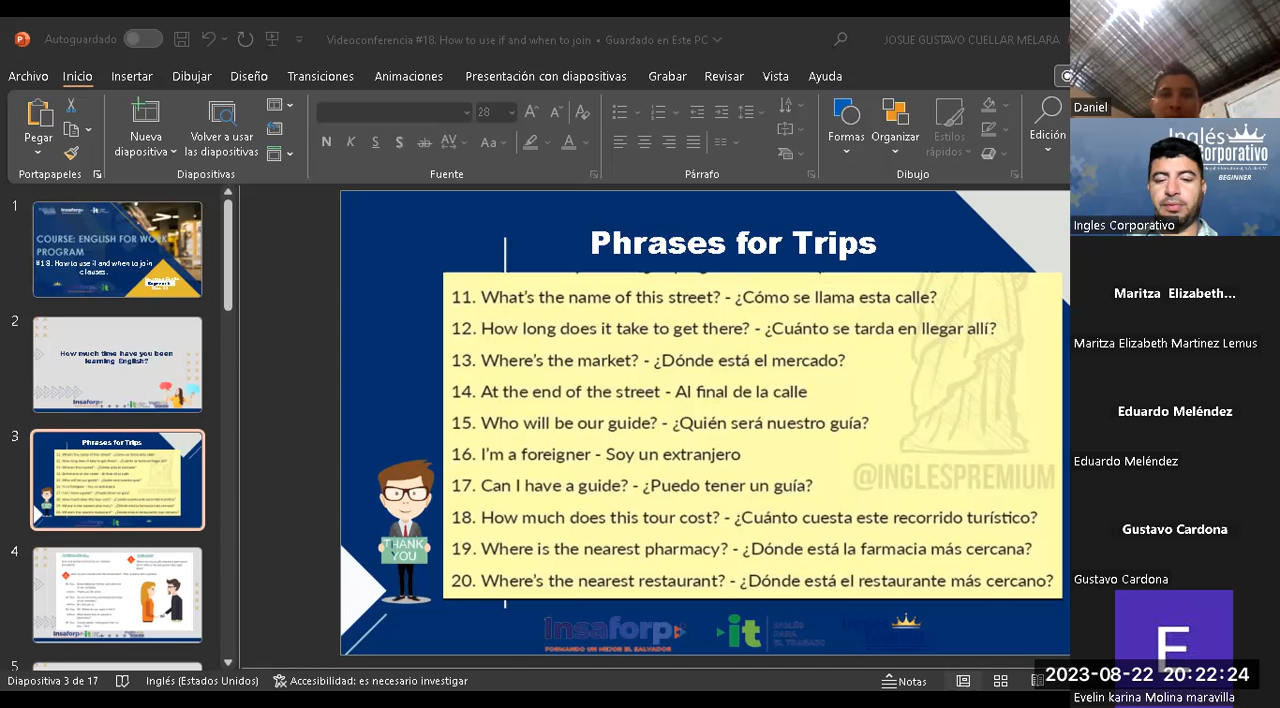 Autoguardado
Videoconferencia #18. How to use if and when to join • Guardado en Este PC
JOSUE GUSTAVO CUELLAR MELARA
Archivo Inicio Insertar Dibujar Diseño Transiciones Animaciones Presentación con diapositivas Grabar Revisar Vista Ayuda
Pegar
Nueva diapositiva
Volver a usar las diapositivas
28
N K S S ab AV Aa A
Formas Organizar Estilos rápidos Edición
Portapapeles Diapositivas Fuente Párrafo Dibujo
1
COURSE: ENGLISH FOR WORK
PROGRAM
#18. How to use if and when to join
clauses.
2
How much time have you been
learning English?
Insaforp
3
Phrases for Trips
4
Insaforp
5
Phrases for Trips
11. What's the name of this street? - ¿Cómo se llama esta calle?
12. How long does it take to get there? - ¿Cuánto se tarda en llegar allí?
13. Where's the market? - ¿Dónde está el mercado?
14. At the end of the street - Al final de la calle
15. Who will be our guide? - ¿Quién será nuestro guía?
16. I'm a foreigner - Soy un extranjero
17. Can I have a guide? - ¿Puedo tener un guía?
18. How much does this tour cost? - ¿Cuánto cuesta este recorrido turístico?
19. Where is the nearest pharmacy? - ¿Dónde está la farmacia más cercana?
20. Where's the nearest restaurant? - ¿Dónde está el restaurante más cercano?
@INGLESPREMIUM
THANK
YOU
Insaforp
FORMANDO UN MEJOR EL SALVADOR
it
INGLÉS
PARA
EL TRABAJO
Diapositiva 3 de 17
Inglés (Estados Unidos)
Accesibilidad: es necesario investigar
Notas
Daniel
Inglés
Corporativo
BEGINNER
Ingles Corporativo
Maritza Elizabeth...
Maritza Elizabeth Martinez Lemus
Eduardo Meléndez
Eduardo Meléndez
Gustavo Cardona
Gustavo Cardona
E
2023-08-22 20:22:24
Evelin karina Molina maravilla